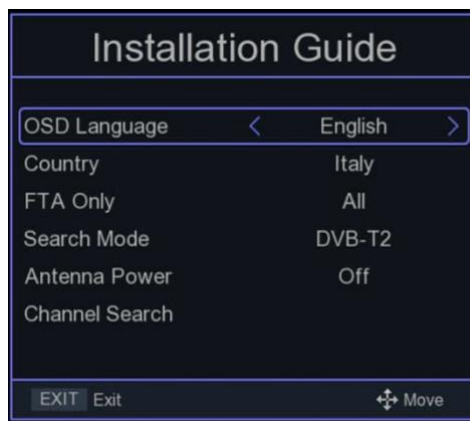 Installation Guide
OSD Language English
Country Italy
FTA Only All
Search Mode DVB-T2
Antenna Power Off
Channel Search
EXIT Exit Move